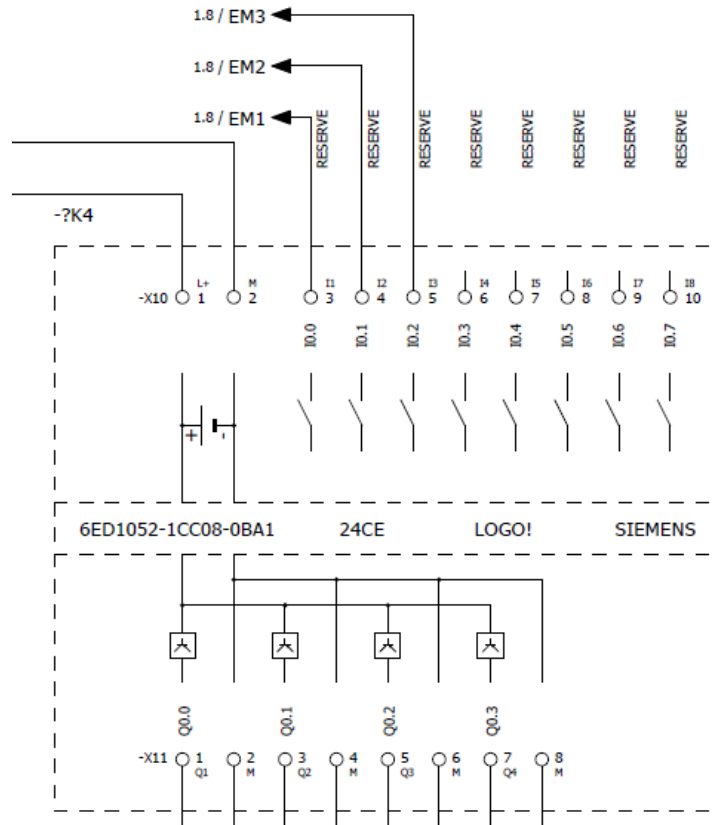 1.8 / EM3
1.8 / EM2
1.8 / EM1
RESERVE RESERVE RESERVE RESERVE RESERVE RESERVE RESERVE RESERVE
-?K4
L+ M I1 I2 I3 I4 I5 I6 I7 I8
-X10 1 2 3 4 5 6 7 8 9 10
I0.0 I0.1 I0.2 I0.3 I0.4 I0.5 I0.6 I0.7
+ -
6ED1052-1CC08-0BA1 24CE LOGO! SIEMENS
Q0.0 Q0.1 Q0.2 Q0.3
-X11 1 2 3 4 5 6 7 8
Q1 M Q2 M Q3 M Q4 M